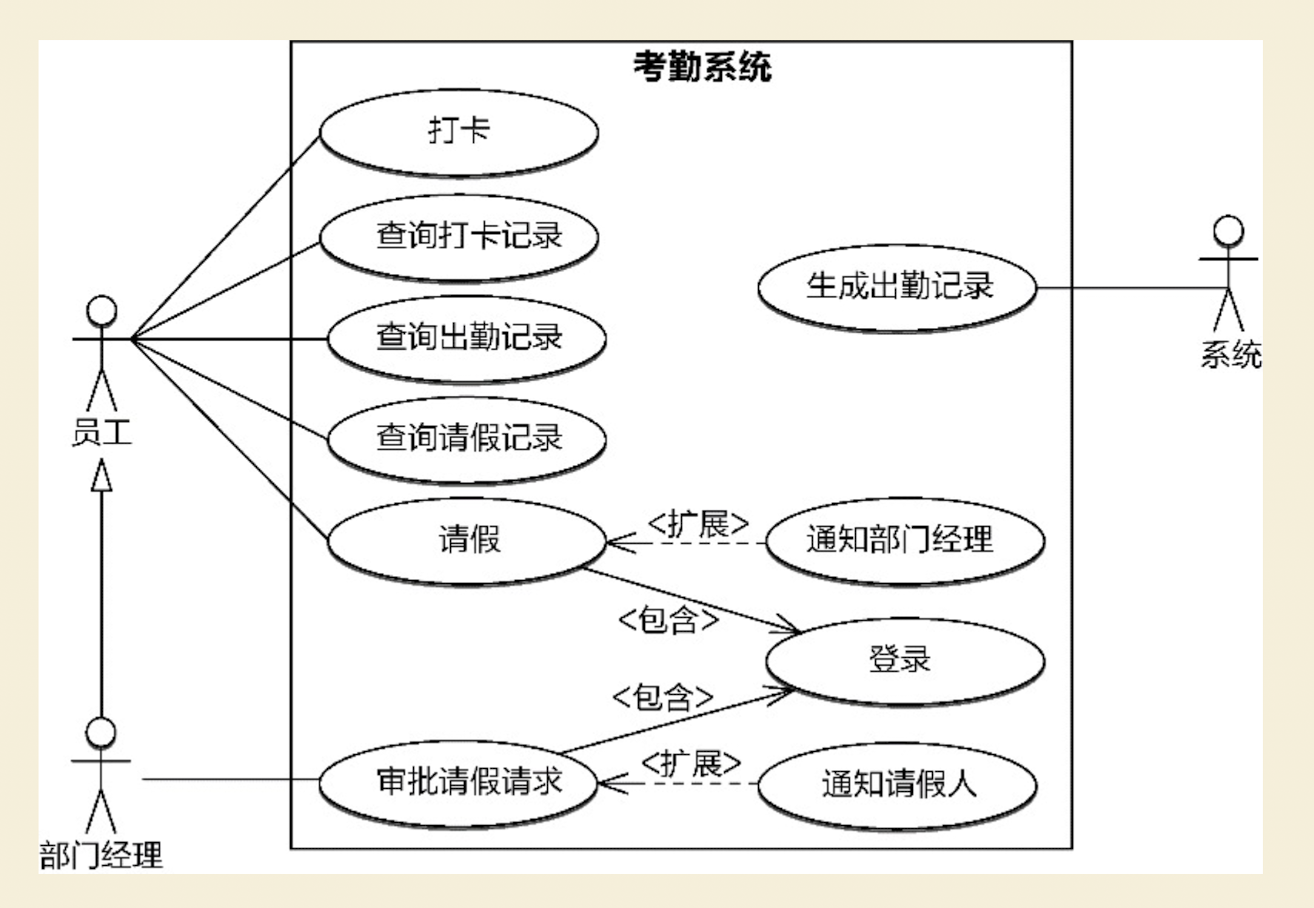 考勤系统
打卡
查询打卡记录
生成出勤记录
查询出勤记录
系统
员工
查询请假记录
请假
<扩展>
通知部门经理
<包含>
登录
<包含>
审批请假请求
<扩展>
通知请假人
部门经理